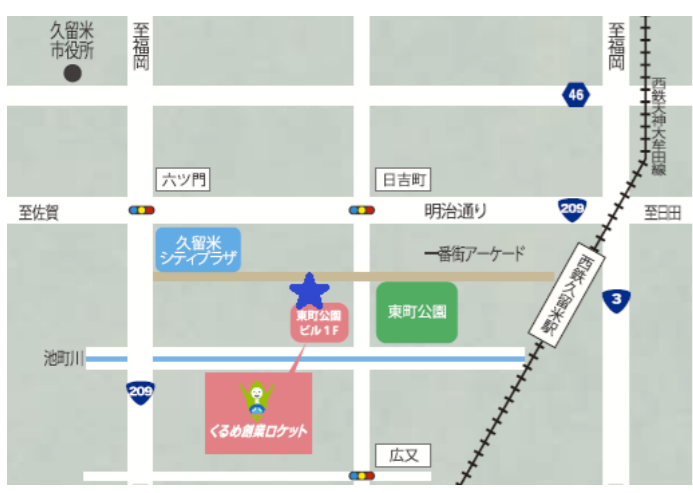 久留米
市役所
至福岡
至福岡
46
西鉄天神大牟田線
六ツ門
日吉町
至佐賀
明治通り
209
至日田
久留米
シティプラザ
一番街アーケード
西鉄久留米駅
3
東町公園
ビル1F
東町公園
池町川
209
くるめ創業ロケット
広又